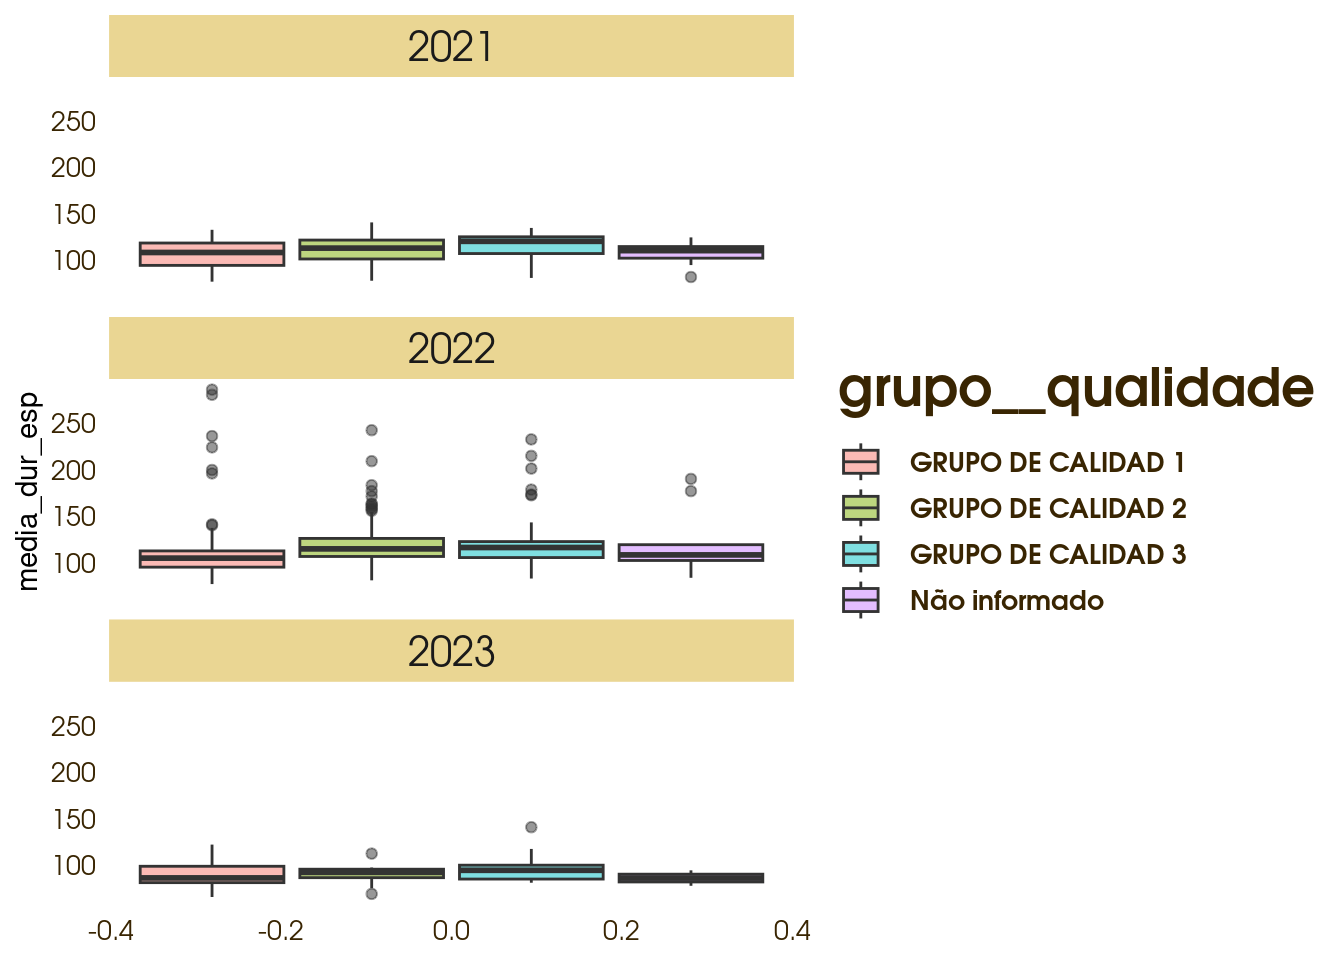 2021
250
200
150
100
2022
250
200
150
100
media_dur_esp
2023
250
200
150
100
-0.4 -0.2 0.0 0.2 0.4
grupo__qualidade
GRUPO DE CALIDAD 1
GRUPO DE CALIDAD 2
GRUPO DE CALIDAD 3
Não informado